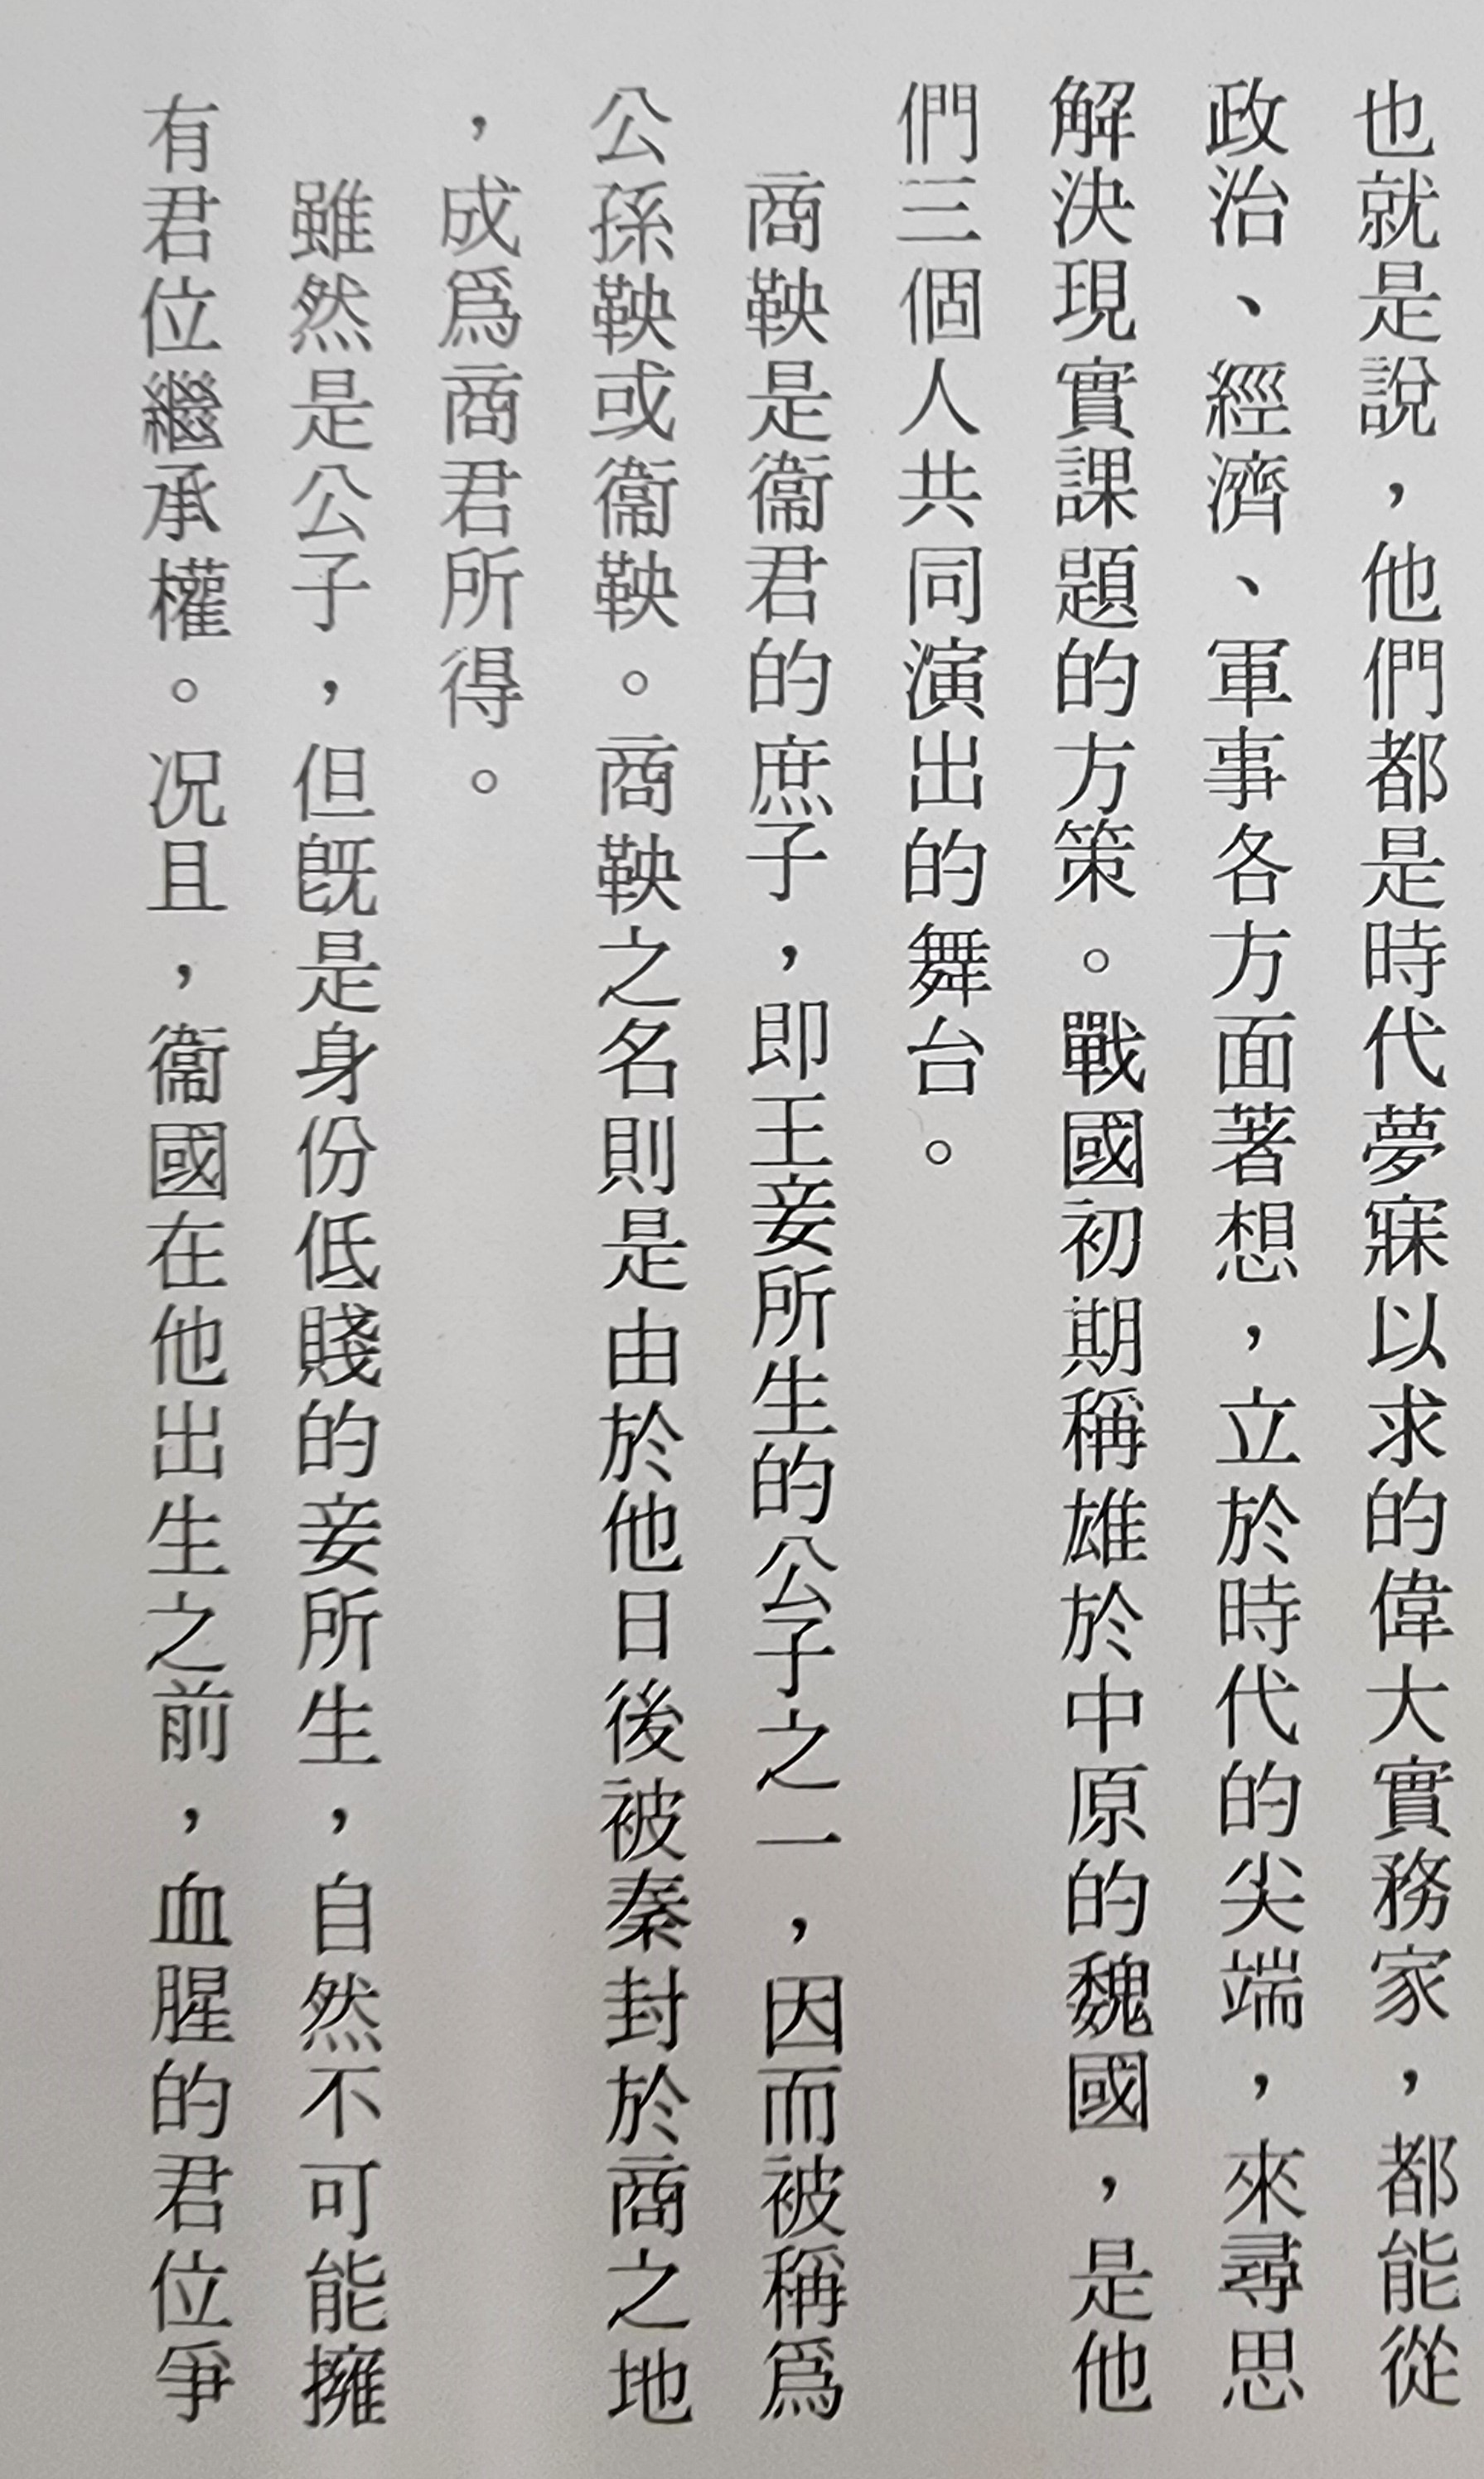 也就是說，他們都是時代夢寐以求的偉大實務家，都能從
政治、經濟、軍事各方面著想，立於時代的尖端，來尋思
解決現實課題的方策。戰國初期稱雄於中原的魏國，是他
們三個人共同演出的舞台。
商鞅是衞君的庶子，即王妾所生的公子之一，因而被稱爲
公孫鞅或衞鞅。商鞅之名則是由於他日後被秦封於商之地
，成爲商君所得。
雖然是公子，但旣是身份低賤的妾所生，自然不可能擁
有君位繼承權。况且，衞國在他出生之前，血腥的君位爭